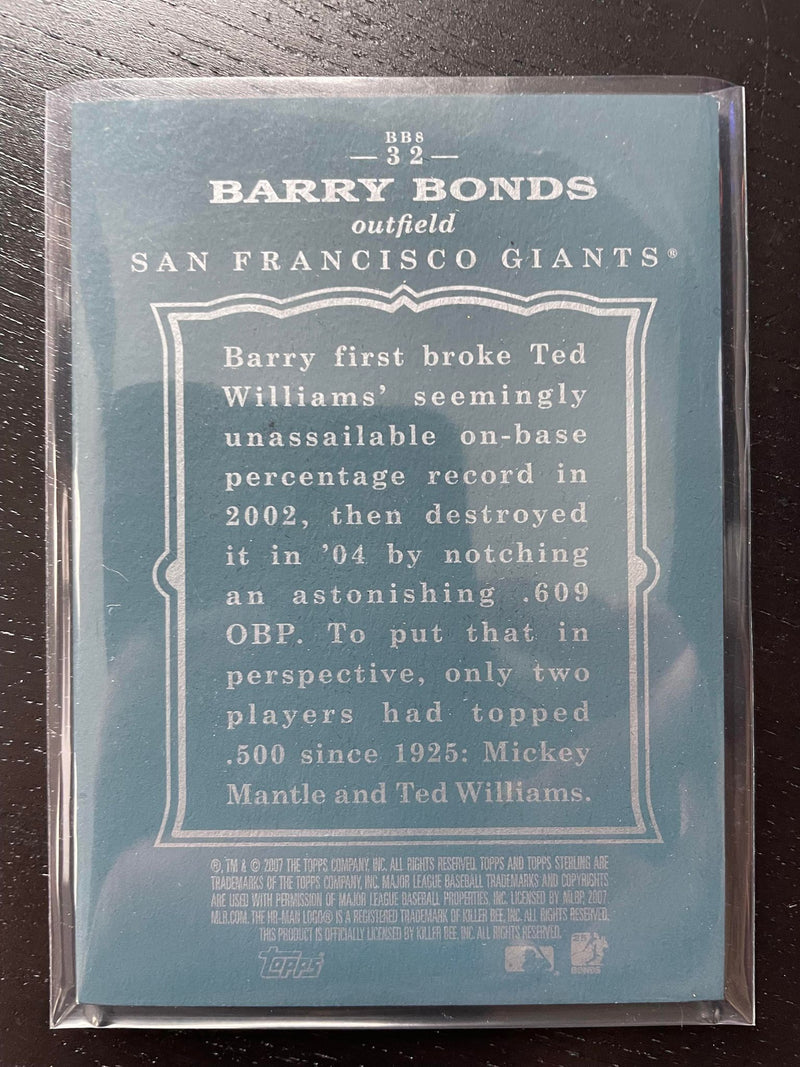 BB8
— 32 —
BARRY BONDS
outfield
SAN FRANCISCO GIANTS®
Barry first broke Ted
Williams’ seemingly
unassailable on-base
percentage record in
2002, then destroyed
it in ’04 by notching
an astonishing .609
OBP. To put that in
perspective, only two
players had topped
.500 since 1925: Mickey
Mantle and Ted Williams.
®, TM & © 2007 THE TOPPS COMPANY, INC. ALL RIGHTS RESERVED. TOPPS AND TOPPS STERLING ARE
TRADEMARKS OF THE TOPPS COMPANY, INC. MAJOR LEAGUE BASEBALL TRADEMARKS AND COPYRIGHTS
ARE USED WITH PERMISSION OF MAJOR LEAGUE BASEBALL PROPERTIES, INC. LICENSED BY MLBP, 2007.
MLB.COM. THE HR-MAN LOGO® IS A REGISTERED TRADEMARK OF KILLER BEE, INC. ALL RIGHTS RESERVED.
THIS PRODUCT IS OFFICIALLY LICENSED BY KILLER BEE, INC. ALL RIGHTS RESERVED.
Topps
25
BONDS